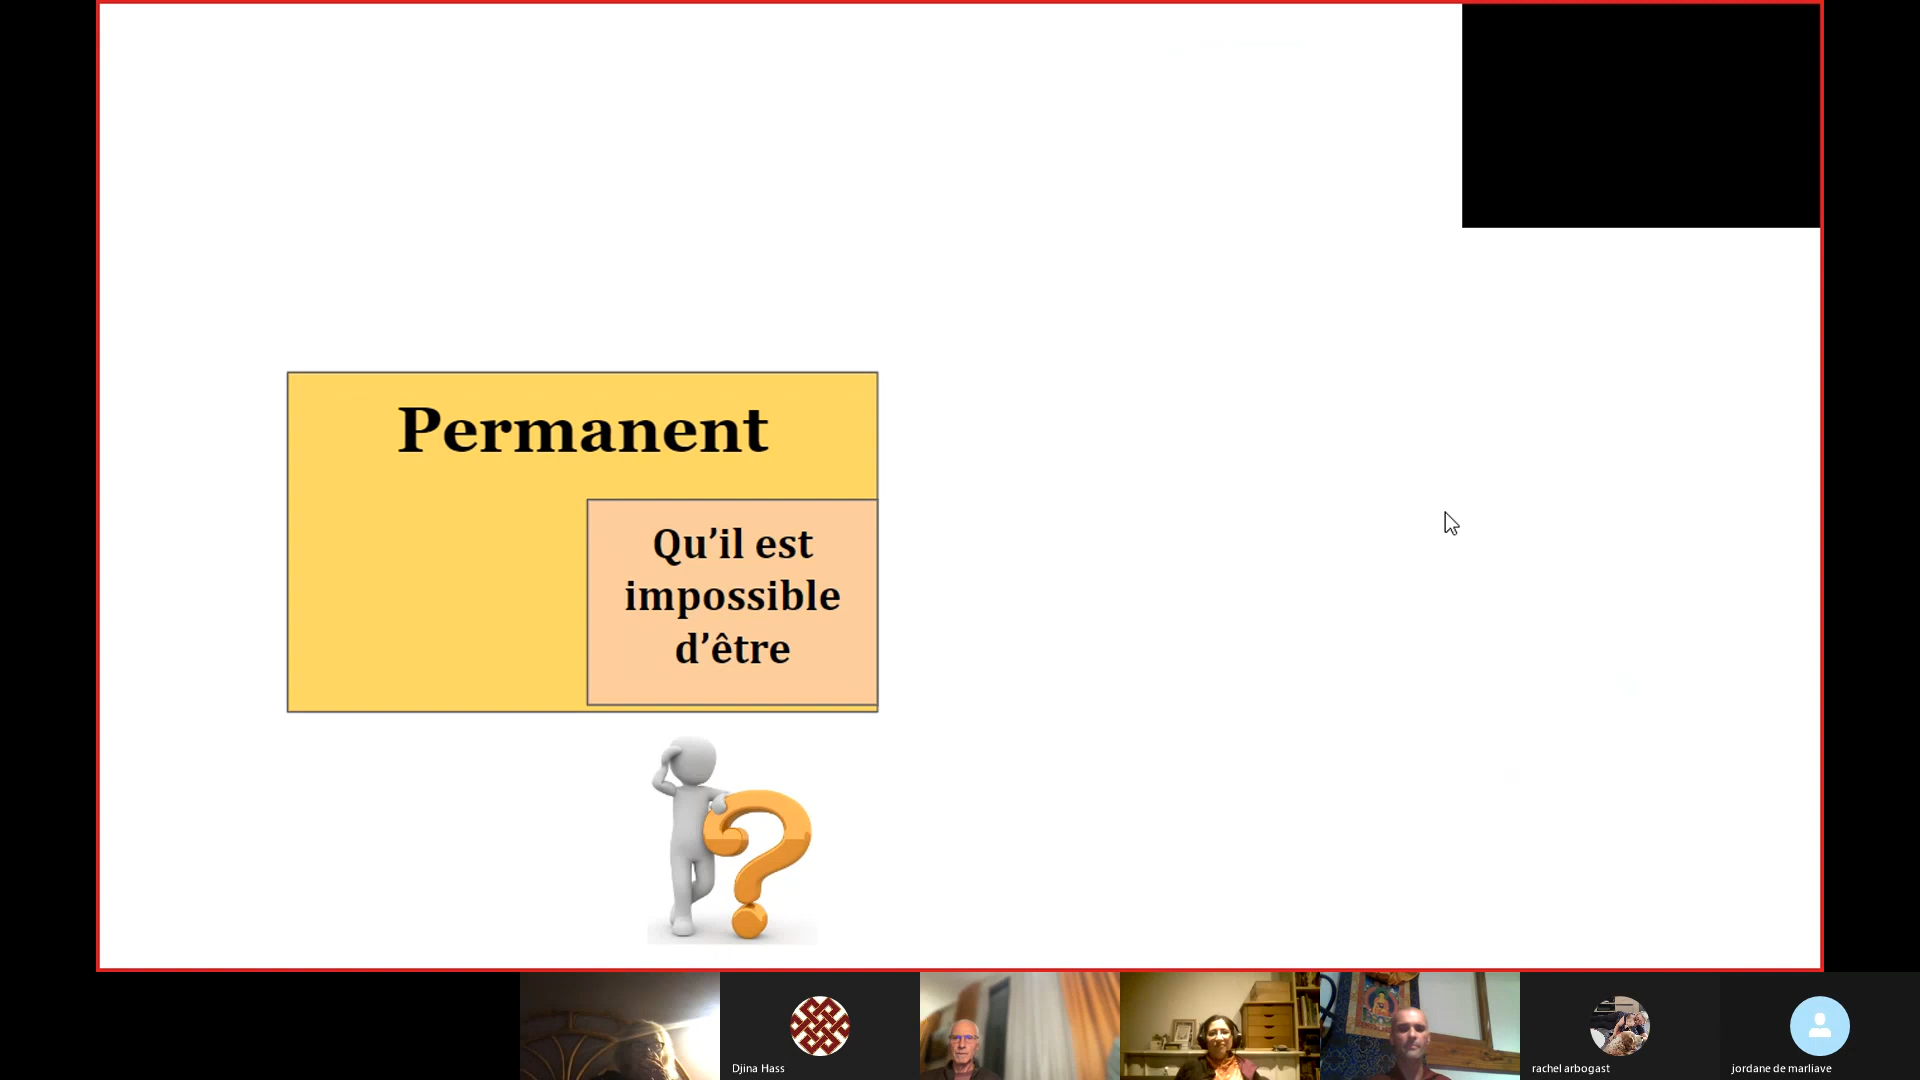 Permanent
Qu’il est
impossible
d’être
Djina Hass
rachel arbogast
jordane de marliave